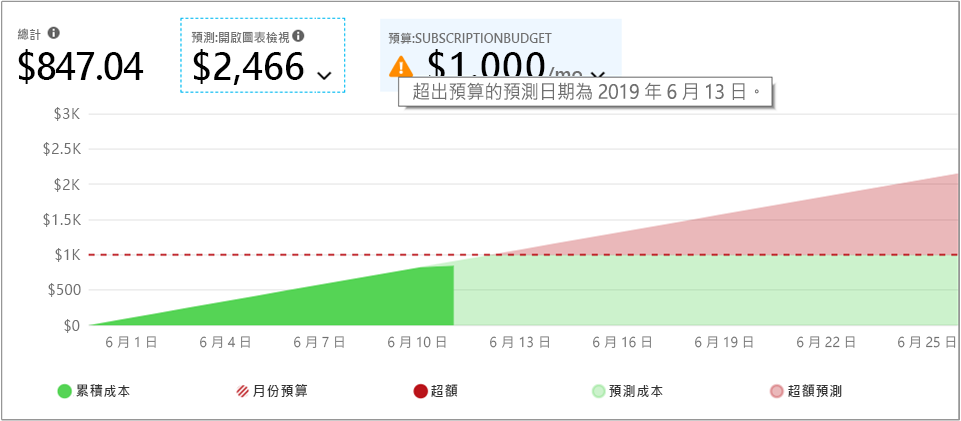 總計
$847.04
預測:開啟圖表檢視
$2,466
預算:SUBSCRIPTIONBUDGET
$1,000/mo
超出預算的預測日期為 2019 年 6 月 13 日。
$3K
$2.5K
$2K
$1.5K
$1K
$500
$0
6 月 1 日 6 月 4 日 6 月 7 日 6 月 10 日 6 月 13 日 6 月 16 日 6 月 19 日 6 月 22 日 6 月 25 日
累積成本 月份預算 超額 預測成本 超額預測